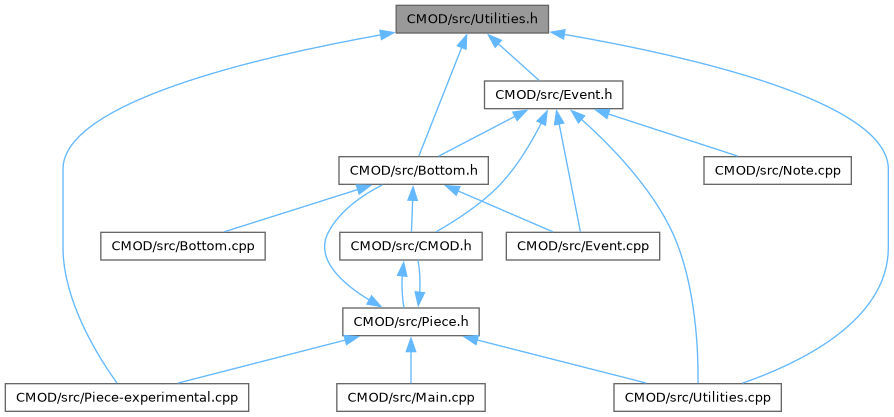 CMOD/src/Utilities.h
CMOD/src/Event.h
CMOD/src/Bottom.h
CMOD/src/Note.cpp
CMOD/src/Bottom.cpp
CMOD/src/CMOD.h
CMOD/src/Event.cpp
CMOD/src/Piece.h
CMOD/src/Piece-experimental.cpp
CMOD/src/Main.cpp
CMOD/src/Utilities.cpp